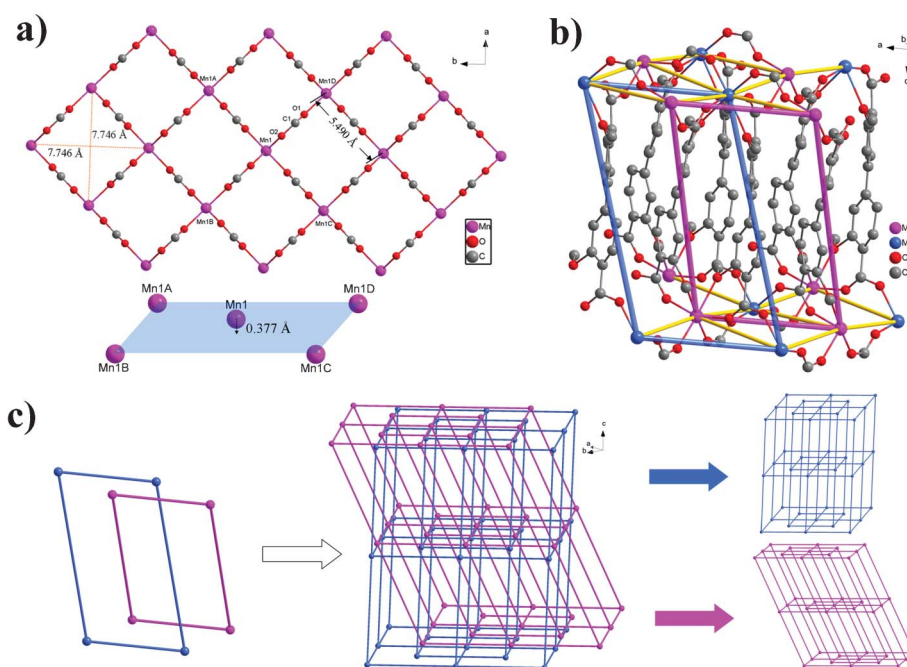 a)
a
b
Mn1A
Mn1D
O1
C1
O2
Mn1
5.490 Å
7.746 Å
7.746 Å
Mn1B
Mn1C
Mn
O
C
Mn1A
Mn1
Mn1D
0.377 Å
Mn1B
Mn1C
b)
a
b
c
M
M
O
C
c)
c
a
b